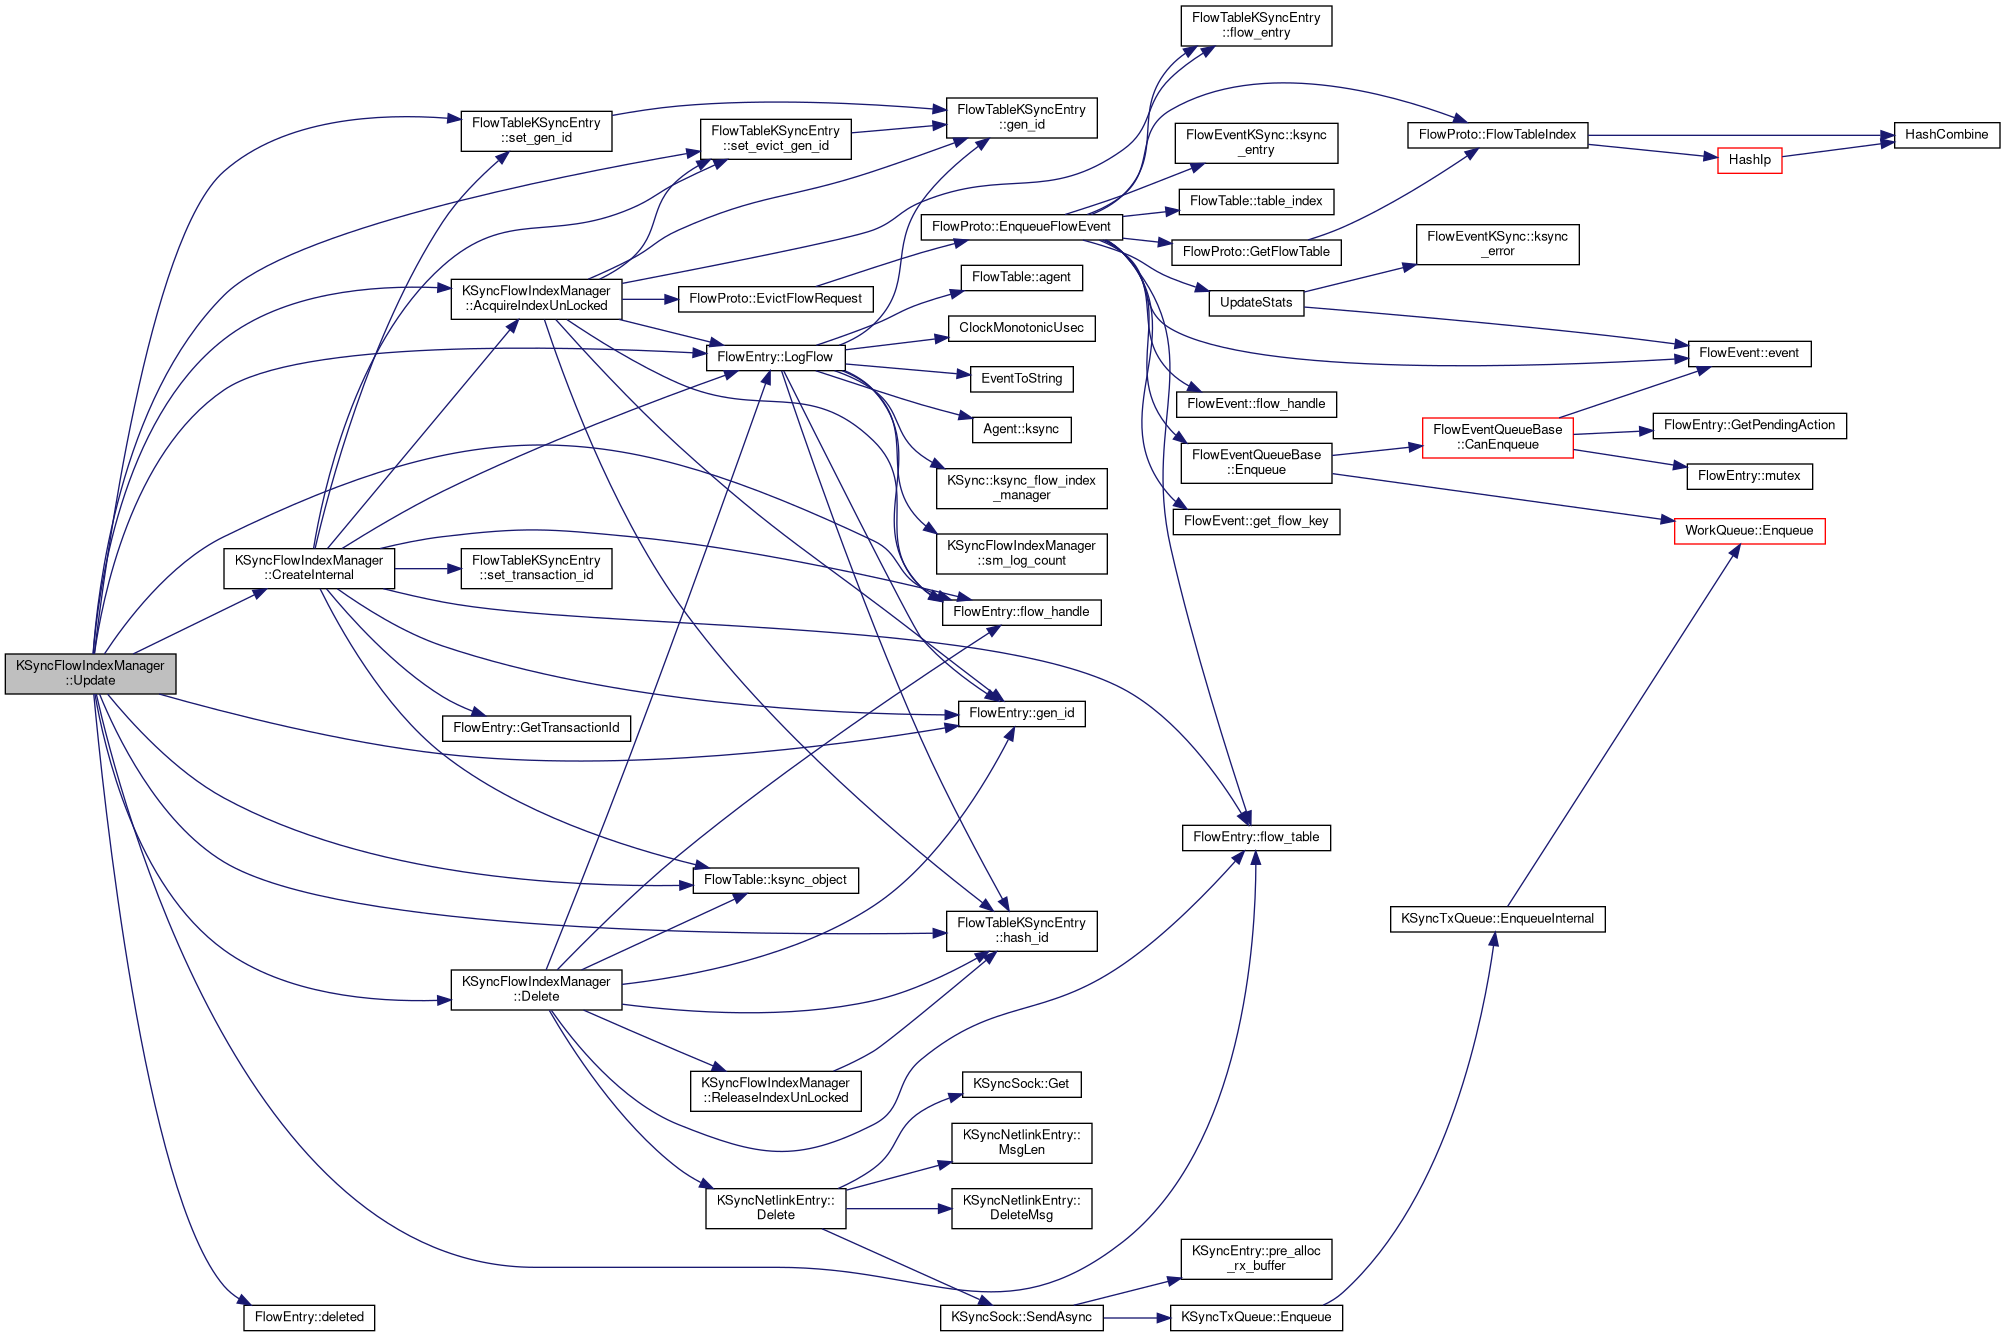 FlowTableKSyncEntry
::flow_entry
FlowTableKSyncEntry
::gen_id
FlowTableKSyncEntry
::set_gen_id
FlowTableKSyncEntry
::set_evict_gen_id
FlowEventKSync::ksync
_entry
FlowProto::FlowTableIndex
HashCombine
HashIp
FlowTable::table_index
FlowProto::EnqueueFlowEvent
FlowProto::GetFlowTable
FlowEventKSync::ksync
_error
FlowTable::agent
KSyncFlowIndexManager
::AcquireIndexUnLocked
FlowProto::EvictFlowRequest
UpdateStats
ClockMonotonicUsec
FlowEntry::LogFlow
FlowEvent::event
EventToString
FlowEvent::flow_handle
Agent::ksync
FlowEventQueueBase
::CanEnqueue
FlowEntry::GetPendingAction
FlowEventQueueBase
::Enqueue
FlowEntry::mutex
KSync::ksync_flow_index
_manager
FlowEvent::get_flow_key
WorkQueue::Enqueue
KSyncFlowIndexManager
::sm_log_count
KSyncFlowIndexManager
::CreateInternal
FlowTableKSyncEntry
::set_transaction_id
FlowEntry::flow_handle
KSyncFlowIndexManager
::Update
FlowEntry::gen_id
FlowEntry::GetTransactionId
FlowEntry::flow_table
FlowTable::ksync_object
KSyncTxQueue::EnqueueInternal
FlowTableKSyncEntry
::hash_id
KSyncFlowIndexManager
::Delete
KSyncFlowIndexManager
::ReleaseIndexUnLocked
KSyncSock::Get
KSyncNetlinkEntry::
MsgLen
KSyncNetlinkEntry::
Delete
KSyncNetlinkEntry::
DeleteMsg
KSyncEntry::pre_alloc
_rx_buffer
FlowEntry::deleted
KSyncSock::SendAsync
KSyncTxQueue::Enqueue